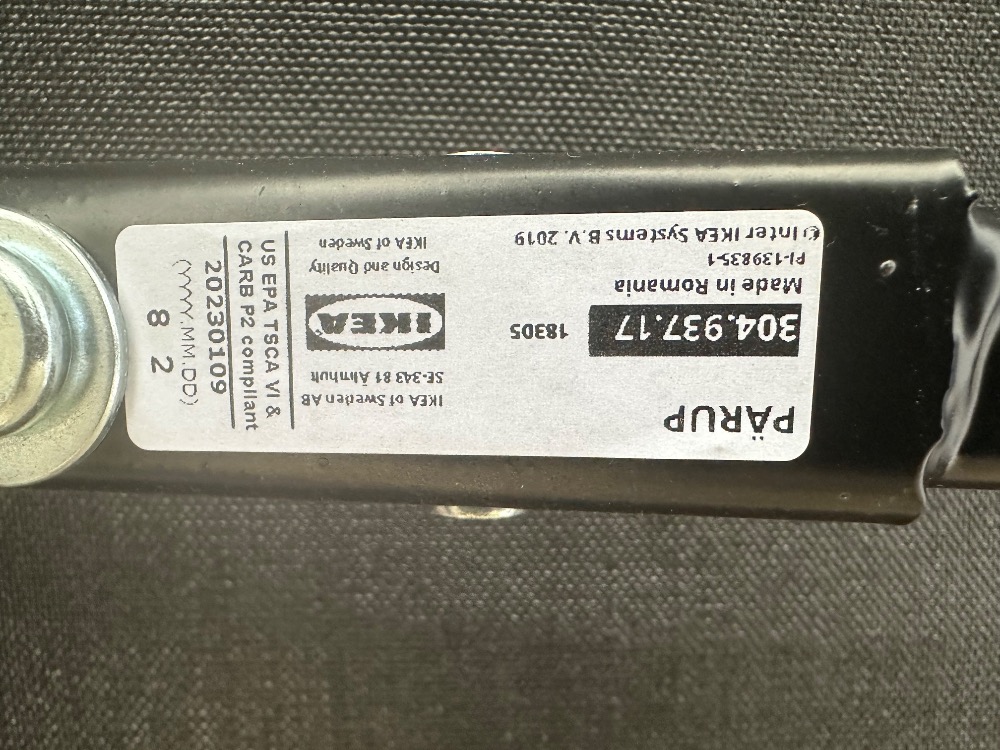 PÄRUP
304.937.17
18305
Made in Romania
PI-139835-1
© Inter IKEA Systems B.V. 2019
IKEA of Sweden AB
SE-343 81 Älmhult
IKEA
Design and Quality
IKEA of Sweden
US EPA TSCA VI &
CARB P2 compliant
20230109
(YYYY.MM.DD)
8 2